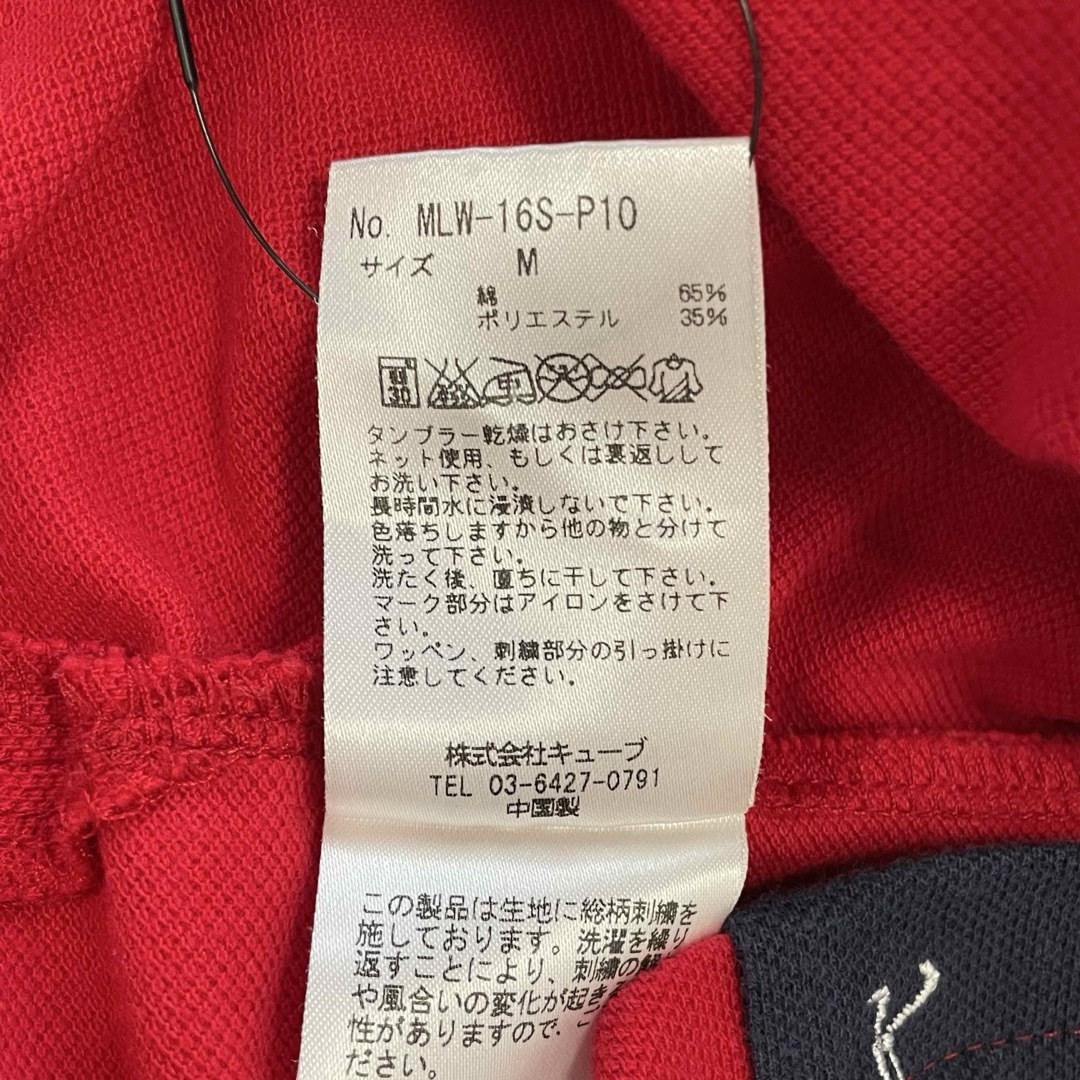 No. MLW-16S-P10
サイズ M
綿 65%
ポリエステル 35%
30
タンブラー乾燥はおさけ下さい。
ネット使用、もしくは裏返しして
お洗い下さい。
長時間水に浸漬しないで下さい。
色落ちしますから他の物と分けて
洗って下さい。
洗たく後、直ちに干して下さい。
マーク部分はアイロンをさけて下
さい。
ワッペン、刺繍部分の引っ掛けに
注意してください。
株式会社キューブ
TEL 03-6427-0791
中国製
この製品は生地に総柄刺繍を
施しております。洗濯を繰り
返すことにより、刺繍の
や風合いの変化が起き
性がありますので
ださい。